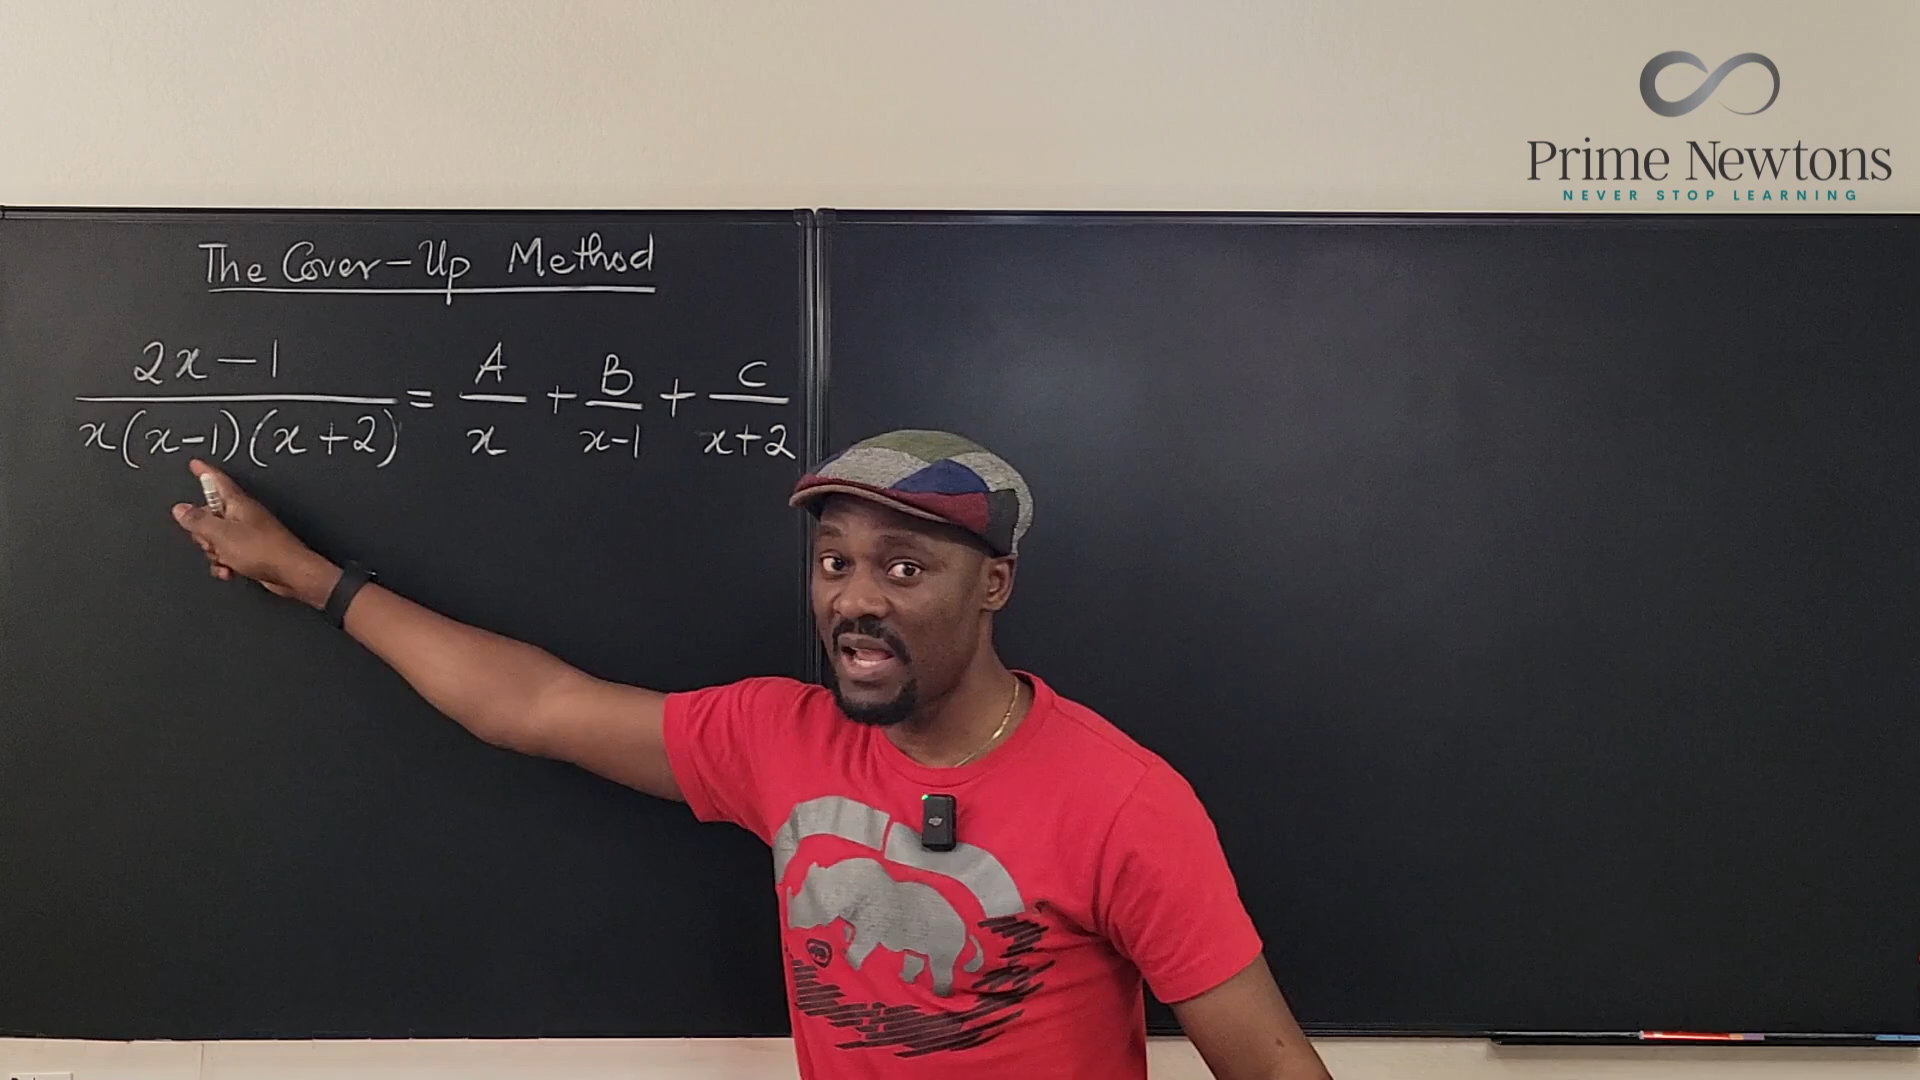 Prime Newtons
NEVER STOP LEARNING
The Cover-Up Method
2x-1 / x(x-1)(x+2) = A/x + B/x-1 + C/x+2